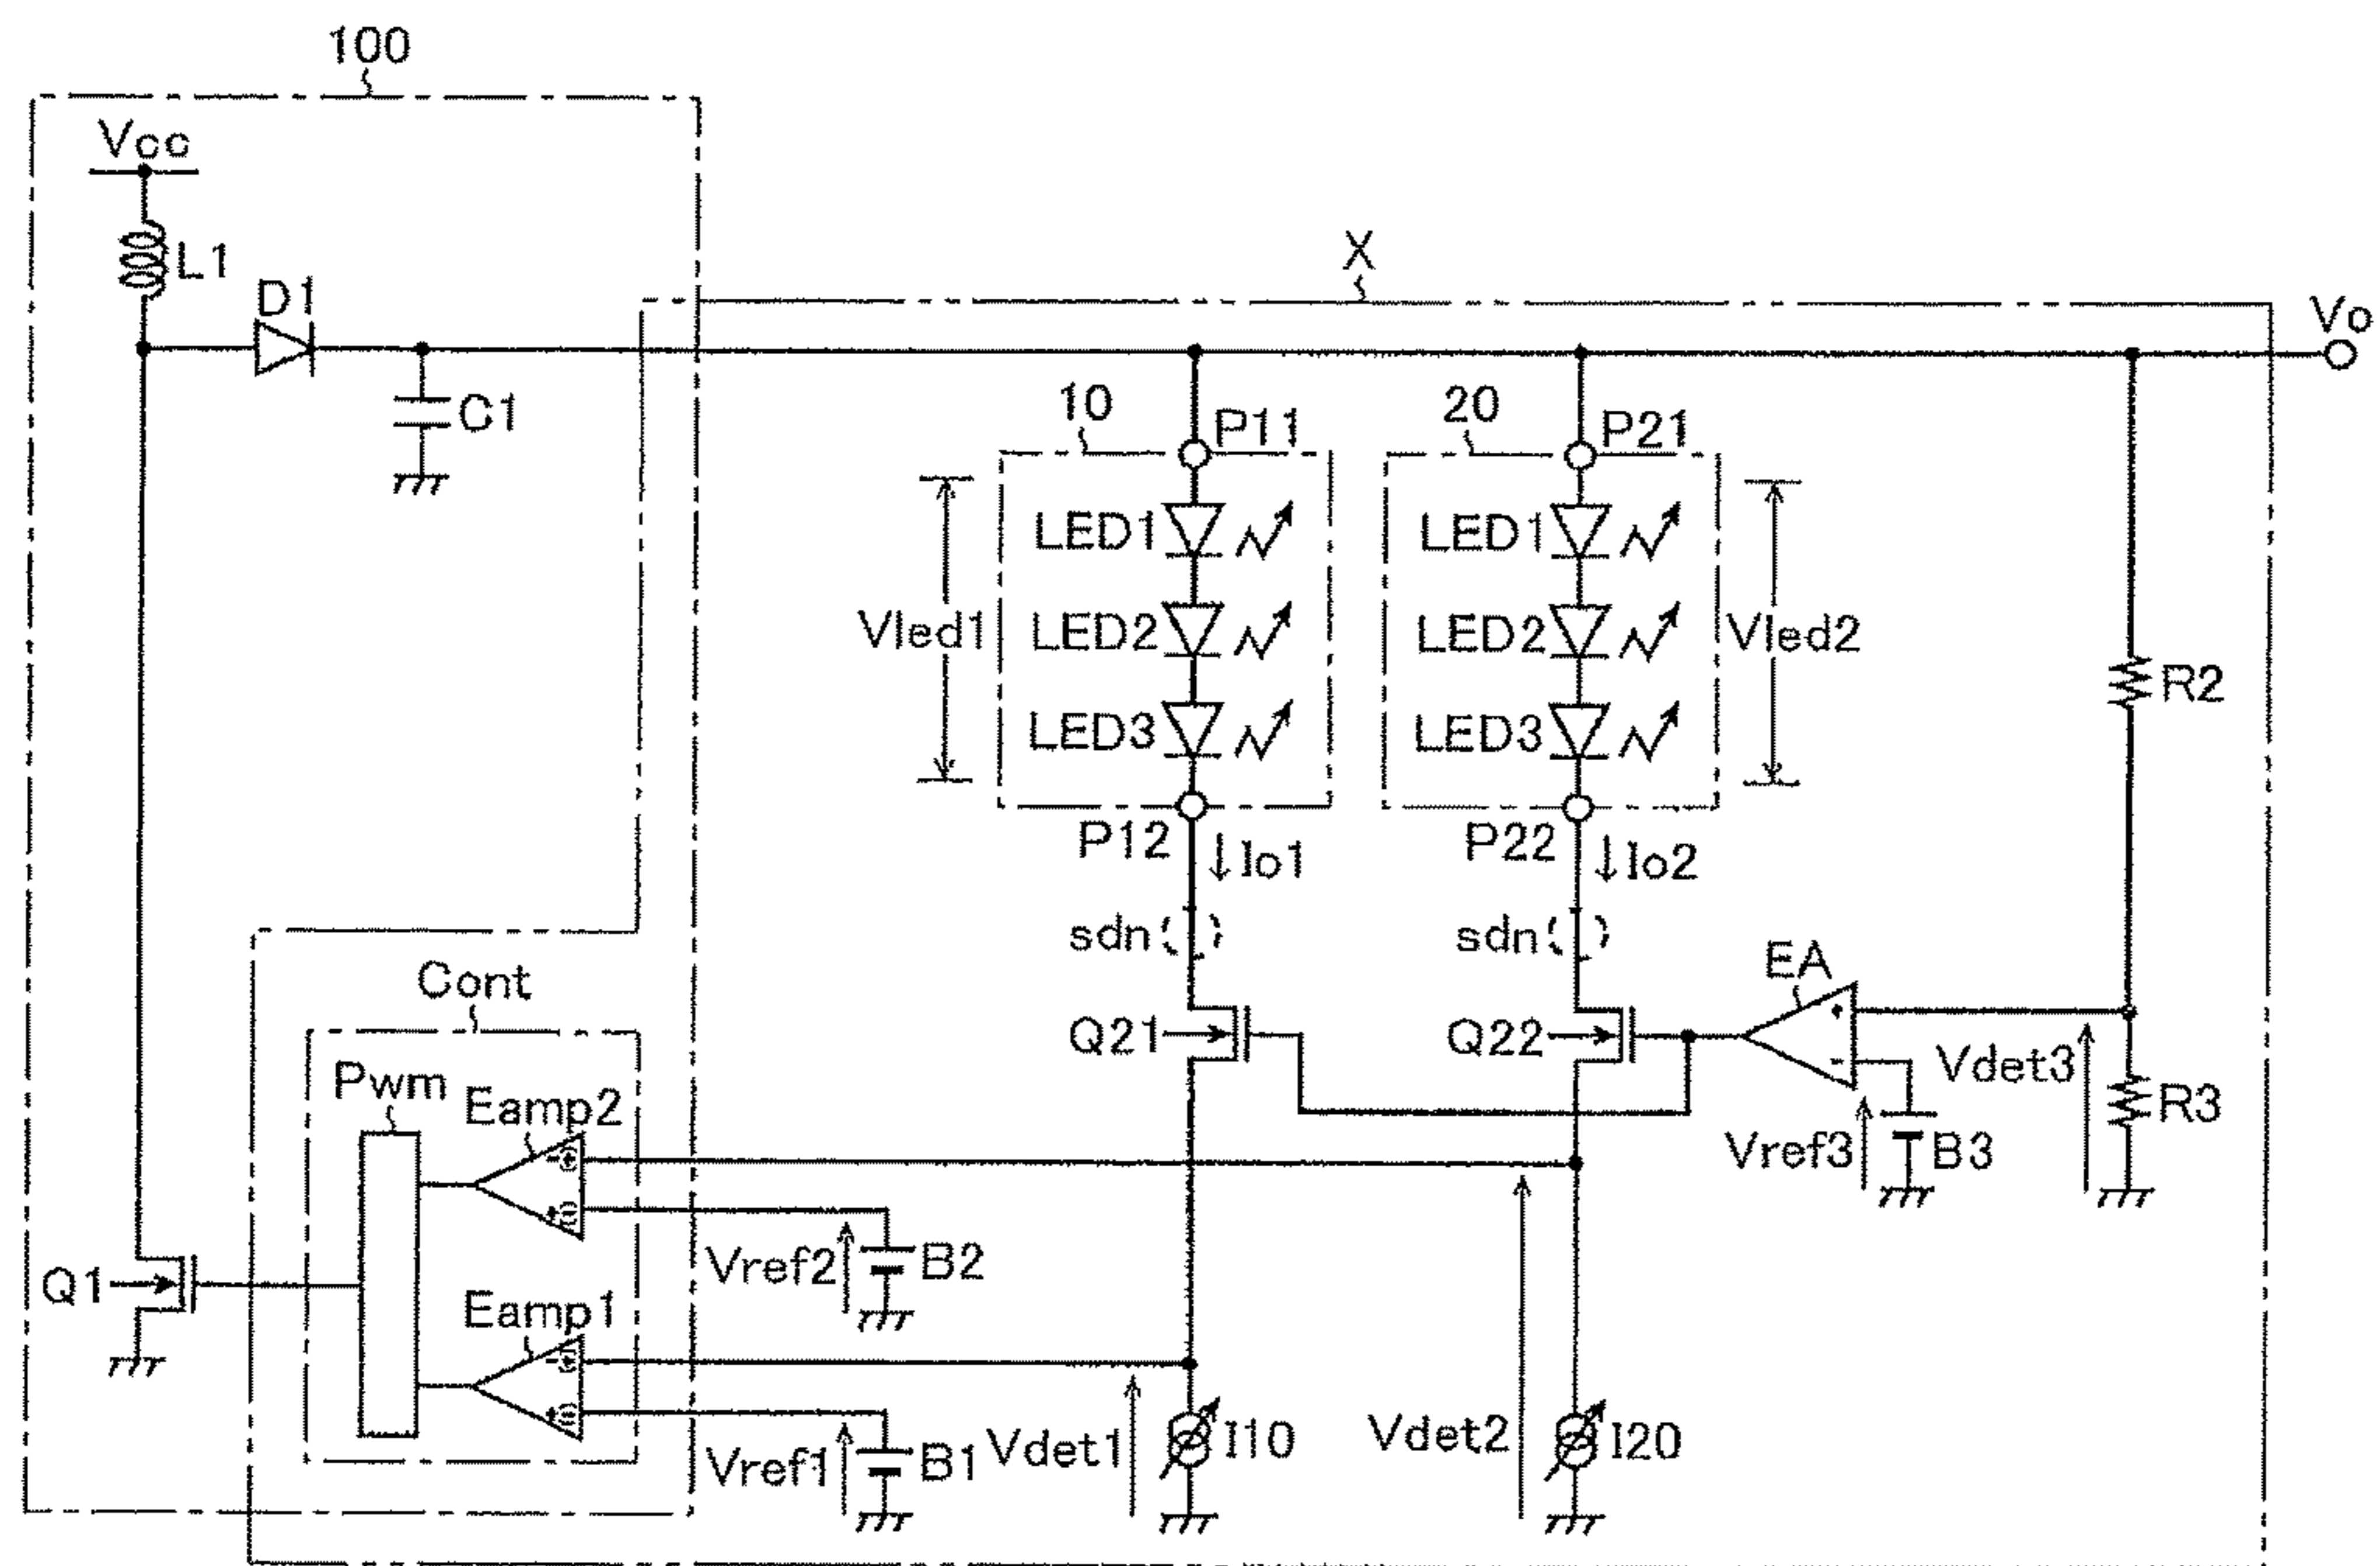 100
Vcc
L1
D1
C1
X
Vo
10
P11
20
P21
LED1
LED1
Vled1
LED2
LED2
Vled2
LED3
LED3
R2
P12
Io1
P22
Io2
sdn
sdn
EA
+
-
Cont
Q21
Q22
Vdet3
R3
Pwm
Eamp2
Vref3
B3
- +
+ -
Q1
Vref2
B2
Eamp1
- +
+ -
Vref1
B1
Vdet1
I10
Vdet2
I20